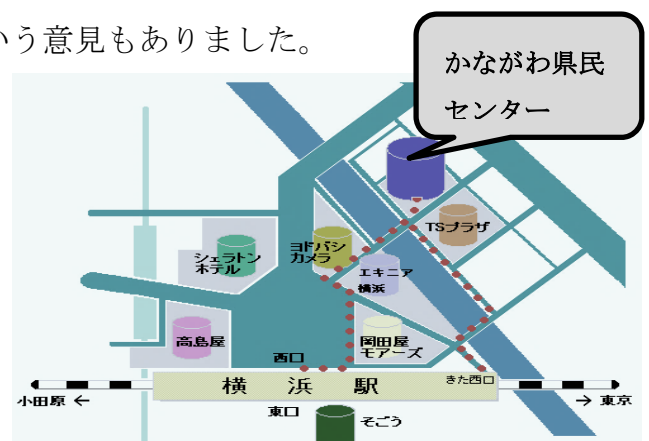 いう意見もありました。
かながわ県民
センター
TSプラザ
ヨドバシ
カメラ
シェラトン
ホテル
エキニア
横浜
高島屋
岡田屋
モアーズ
西口
きた西口
横 浜 駅
小田原 ←
→ 東京
東口
そごう